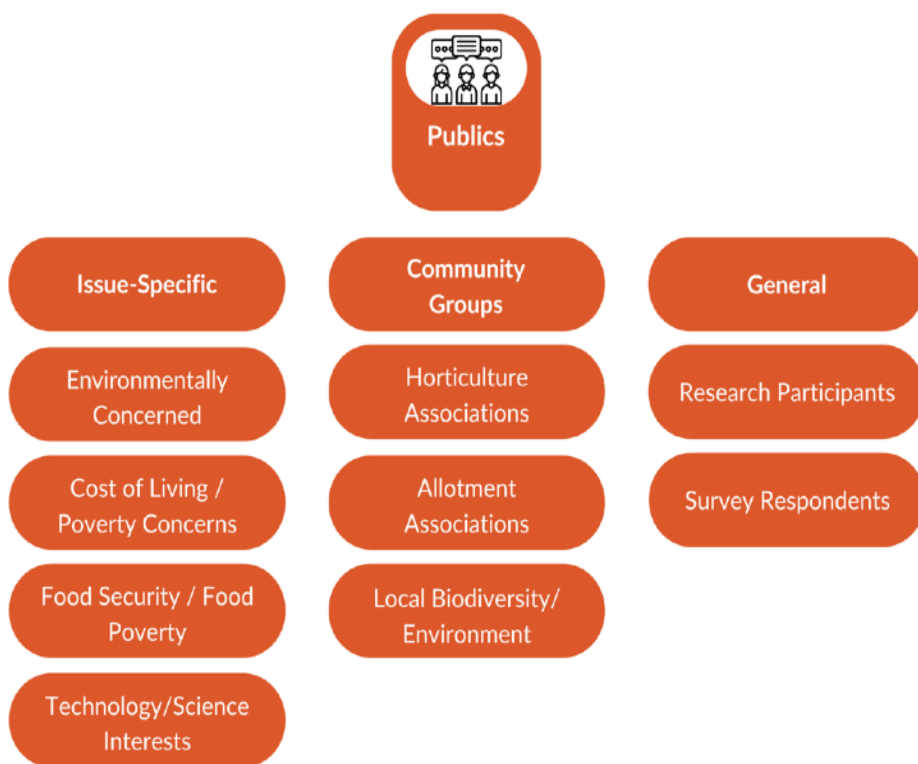 Publics
Issue-Specific
Environmentally
Concerned
Cost of Living /
Poverty Concerns
Food Security / Food
Poverty
Technology/Science
Interests
Community
Groups
Horticulture
Associations
Allotment
Associations
Local Biodiversity/
Environment
General
Research Participants
Survey Respondents